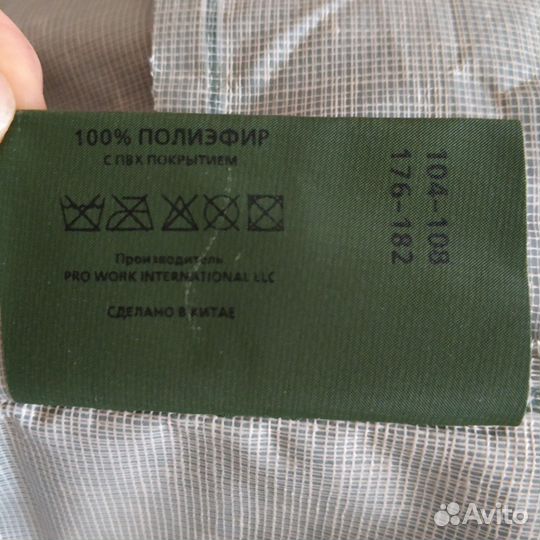 100% ПОЛИЭФИР
С ПВХ ПОКРЫТИЕМ
Производитель
PRO WORK INTERNATIONAL LLC
СДЕЛАНО В КИТАЕ
104-108
176-182
Avito